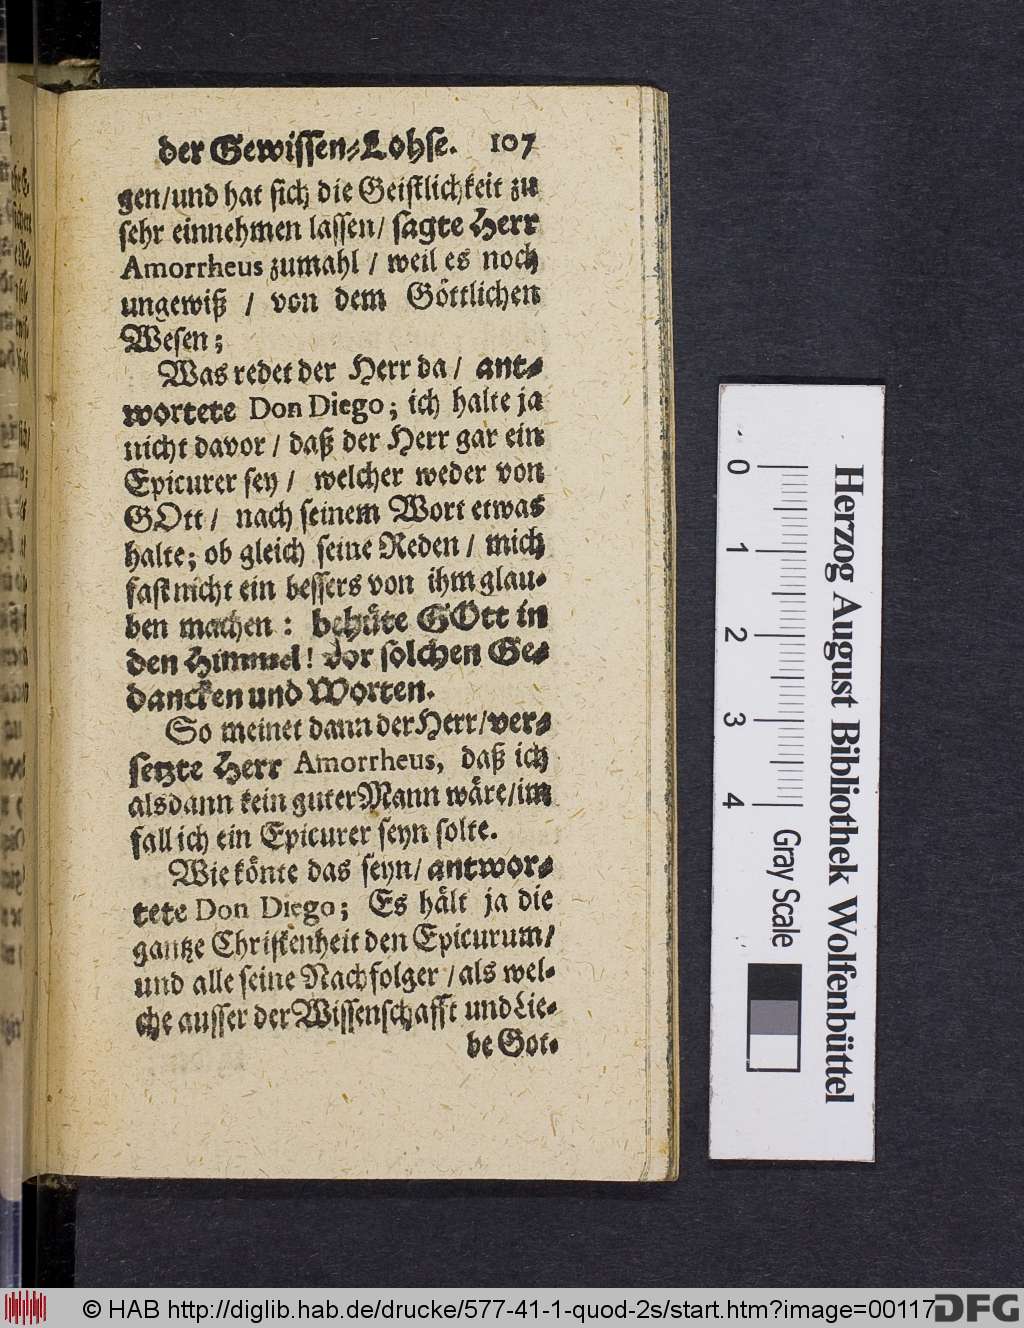 der Gewissen-Lohse. 107
gen/und hat sich die Geistlichkeit zu
sehr einnehmen lassen/ sagte Herr
Amorrheus zumahl / weil es noch
ungewiß / von dem Göttlichen
Wesen;
Was redet der Herr da/ ant-
wortete Don Diego; ich halte ja
nicht davor / daß der Herr gar ein
Epicurer sey / welcher weder von
GOtt / nach seinem Wort etwas
halte; ob gleich seine Reden / mich
fast nicht ein bessers von ihm glau-
ben machen : behüte GOtt in
den Himmel! vor solchen Ge-
dancken und Worten.
So meinet dann der Herr/ ver-
setzte Herr Amorrheus, daß ich
alsdann kein guter Mann wäre/im
fall ich ein Epicurer seyn solte.
Wie könte das seyn/ antwor-
tete Don Diego; Es hält ja die
gantze Christenheit den Epicurum/
und alle seine Nachfolger / als wel-
che ausser der Wissenschafft und Lie-
be Got-
Herzog August Bibliothek Wolfenbüttel
0 1 2 3 4 Gray Scale
© HAB http://diglib.hab.de/drucke/577-41-1-quod-2s/start.htm?image=00117
DFG